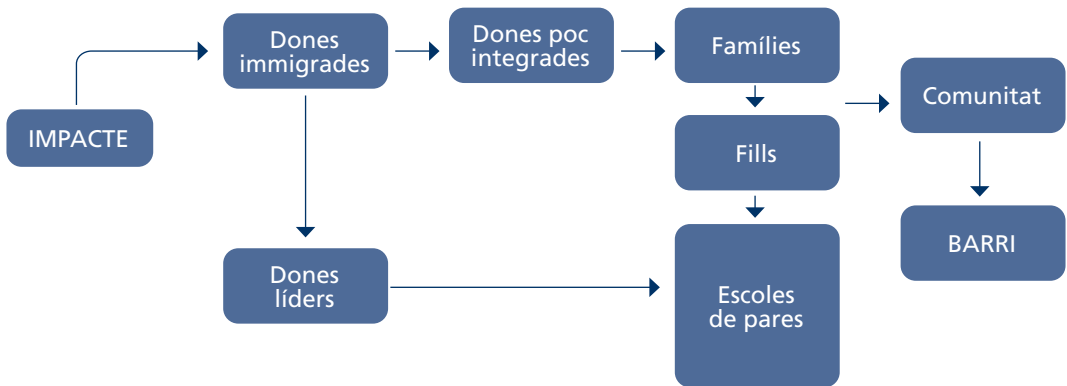 IMPACTE
Dones
immigrades
Dones poc
integrades
Famílies
Fills
Comunitat
BARRI
Dones
líders
Escoles
de pares